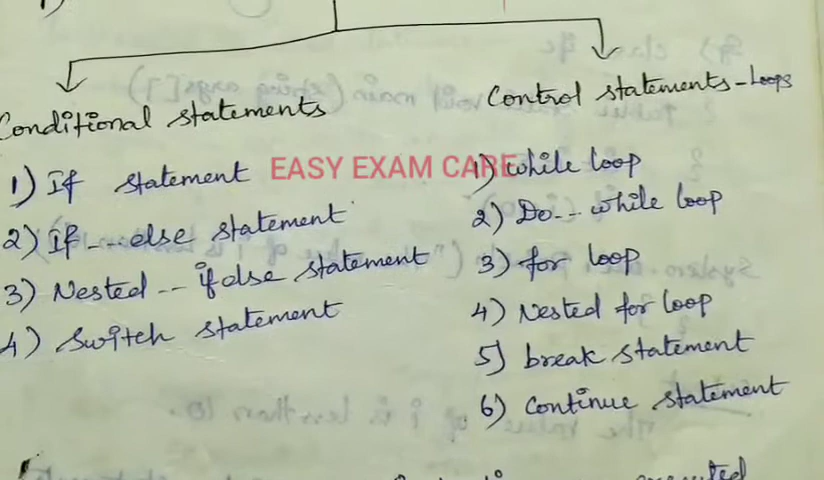 Conditional statements
1) If statement
2) If --- else statement
3) Nested -- ifelse statement
4) Switch statement
Control statements - Loops
1) while loop
2) Do -- while loop
3) for loop
4) Nested for loop
5) break statement
6) Continue statement
EASY EXAM CARE